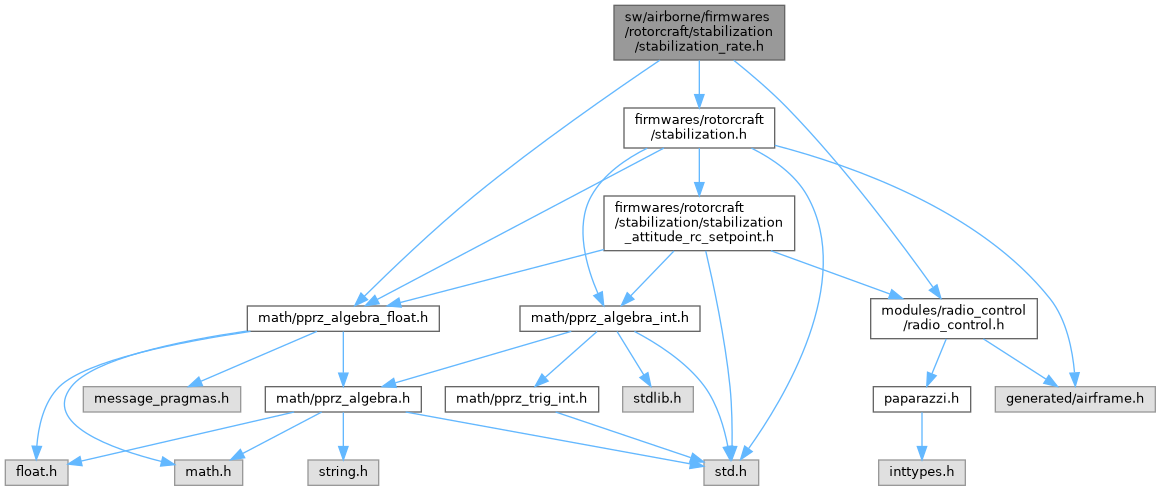 sw/airborne/firmwares
/rotorcraft/stabilization
/stabilization_rate.h
firmwares/rotorcraft
/stabilization.h
firmwares/rotorcraft
/stabilization/stabilization
_attitude_rc_setpoint.h
math/pprz_algebra_float.h
math/pprz_algebra_int.h
modules/radio_control
/radio_control.h
message_pragmas.h
math/pprz_algebra.h
math/pprz_trig_int.h
stdlib.h
paparazzi.h
generated/airframe.h
float.h
math.h
string.h
std.h
inttypes.h